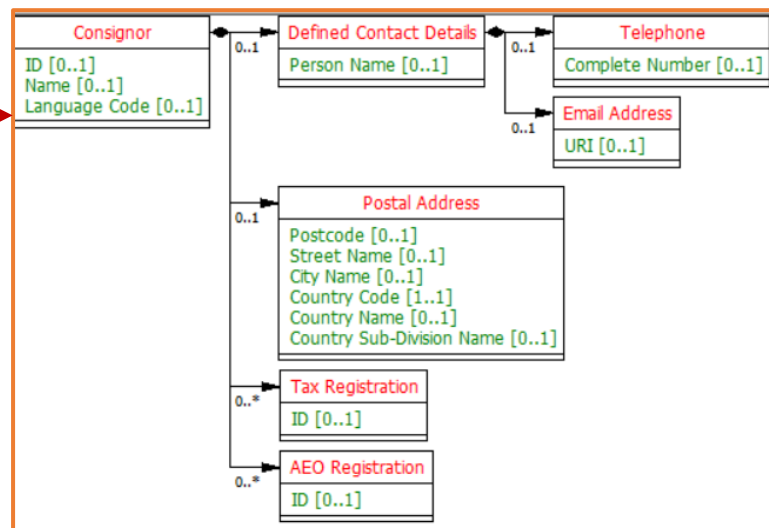 Consignor
ID [0..1]
Name [0..1]
Language Code [0..1]
0..1
Defined Contact Details
Person Name [0..1]
0..1
Telephone
Complete Number [0..1]
0..1
Email Address
URI [0..1]
0..1
Postal Address
Postcode [0..1]
Street Name [0..1]
City Name [0..1]
Country Code [1..1]
Country Name [0..1]
Country Sub-Division Name [0..1]
0..*
Tax Registration
ID [0..1]
0..*
AEO Registration
ID [0..1]